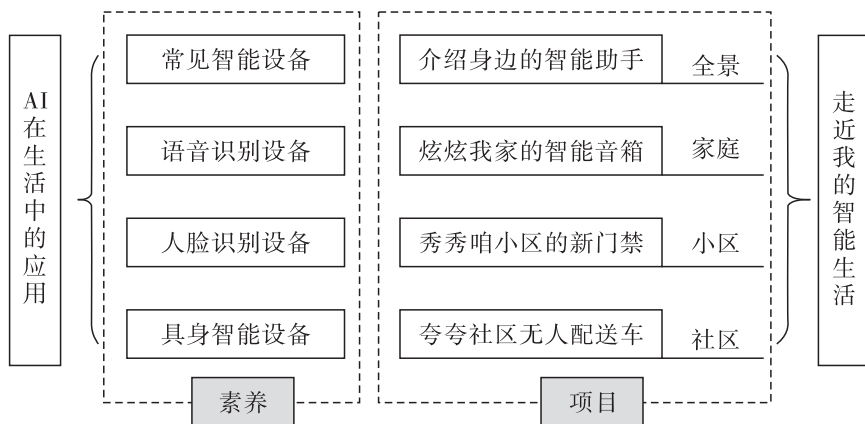 AI在生活中的应用
常见智能设备
语音识别设备
人脸识别设备
具身智能设备
素养
介绍身边的智能助手 全景
炫炫我家的智能音箱 家庭
秀秀咱小区的新门禁 小区
夸夸社区无人配送车 社区
项目
走近我的智能生活